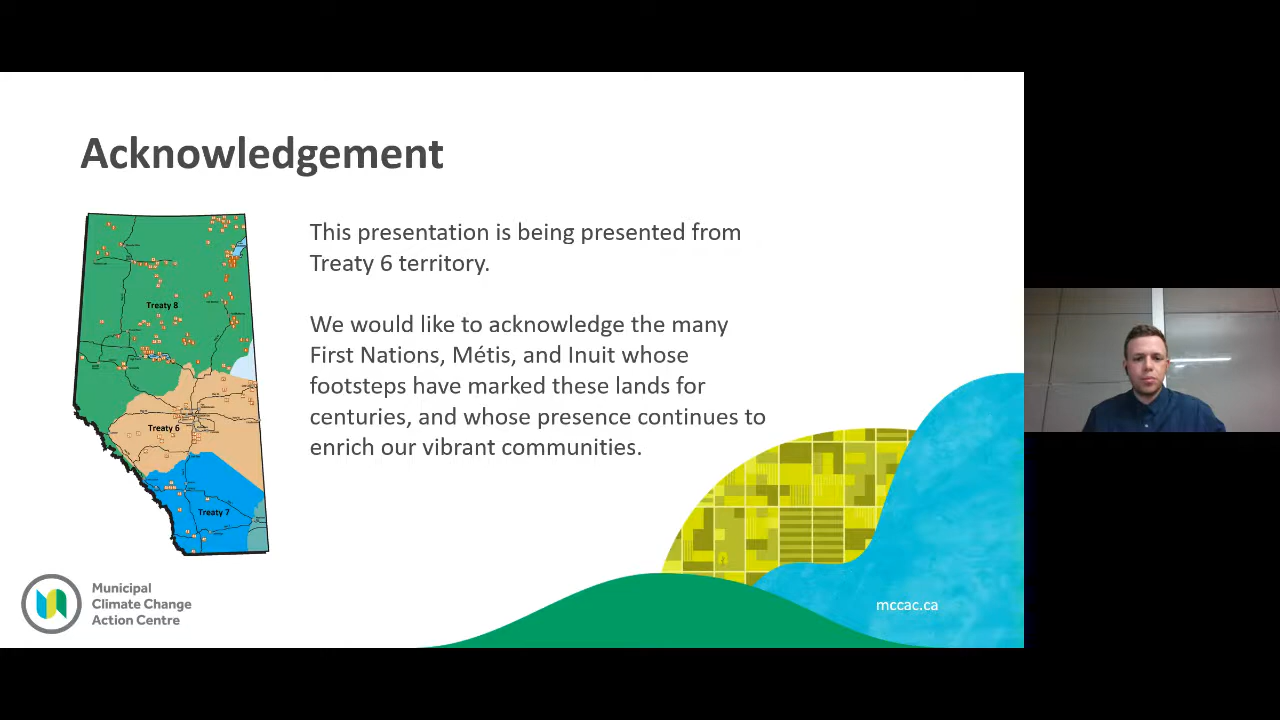 Acknowledgement
This presentation is being presented from
Treaty 6 territory.
We would like to acknowledge the many
First Nations, Métis, and Inuit whose
footsteps have marked these lands for
centuries, and whose presence continues to
enrich our vibrant communities.
Treaty 8
Treaty 6
Treaty 7
Municipal
Climate Change
Action Centre
mccac.ca